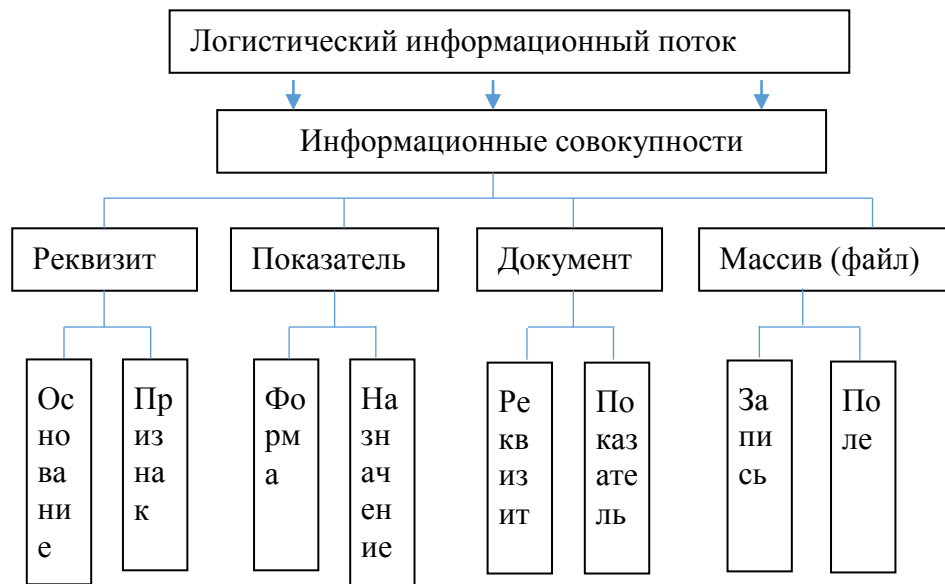 Логистический информационный поток
Информационные совокупности
Реквизит
Показатель
Документ
Массив (файл)
Ос
но
ва
ни
е
Пр
из
на
к
Фо
рм
а
На
зн
ач
ен
ие
Ре
кв
из
ит
По
каз
ате
ль
За
пи
сь
По
ле